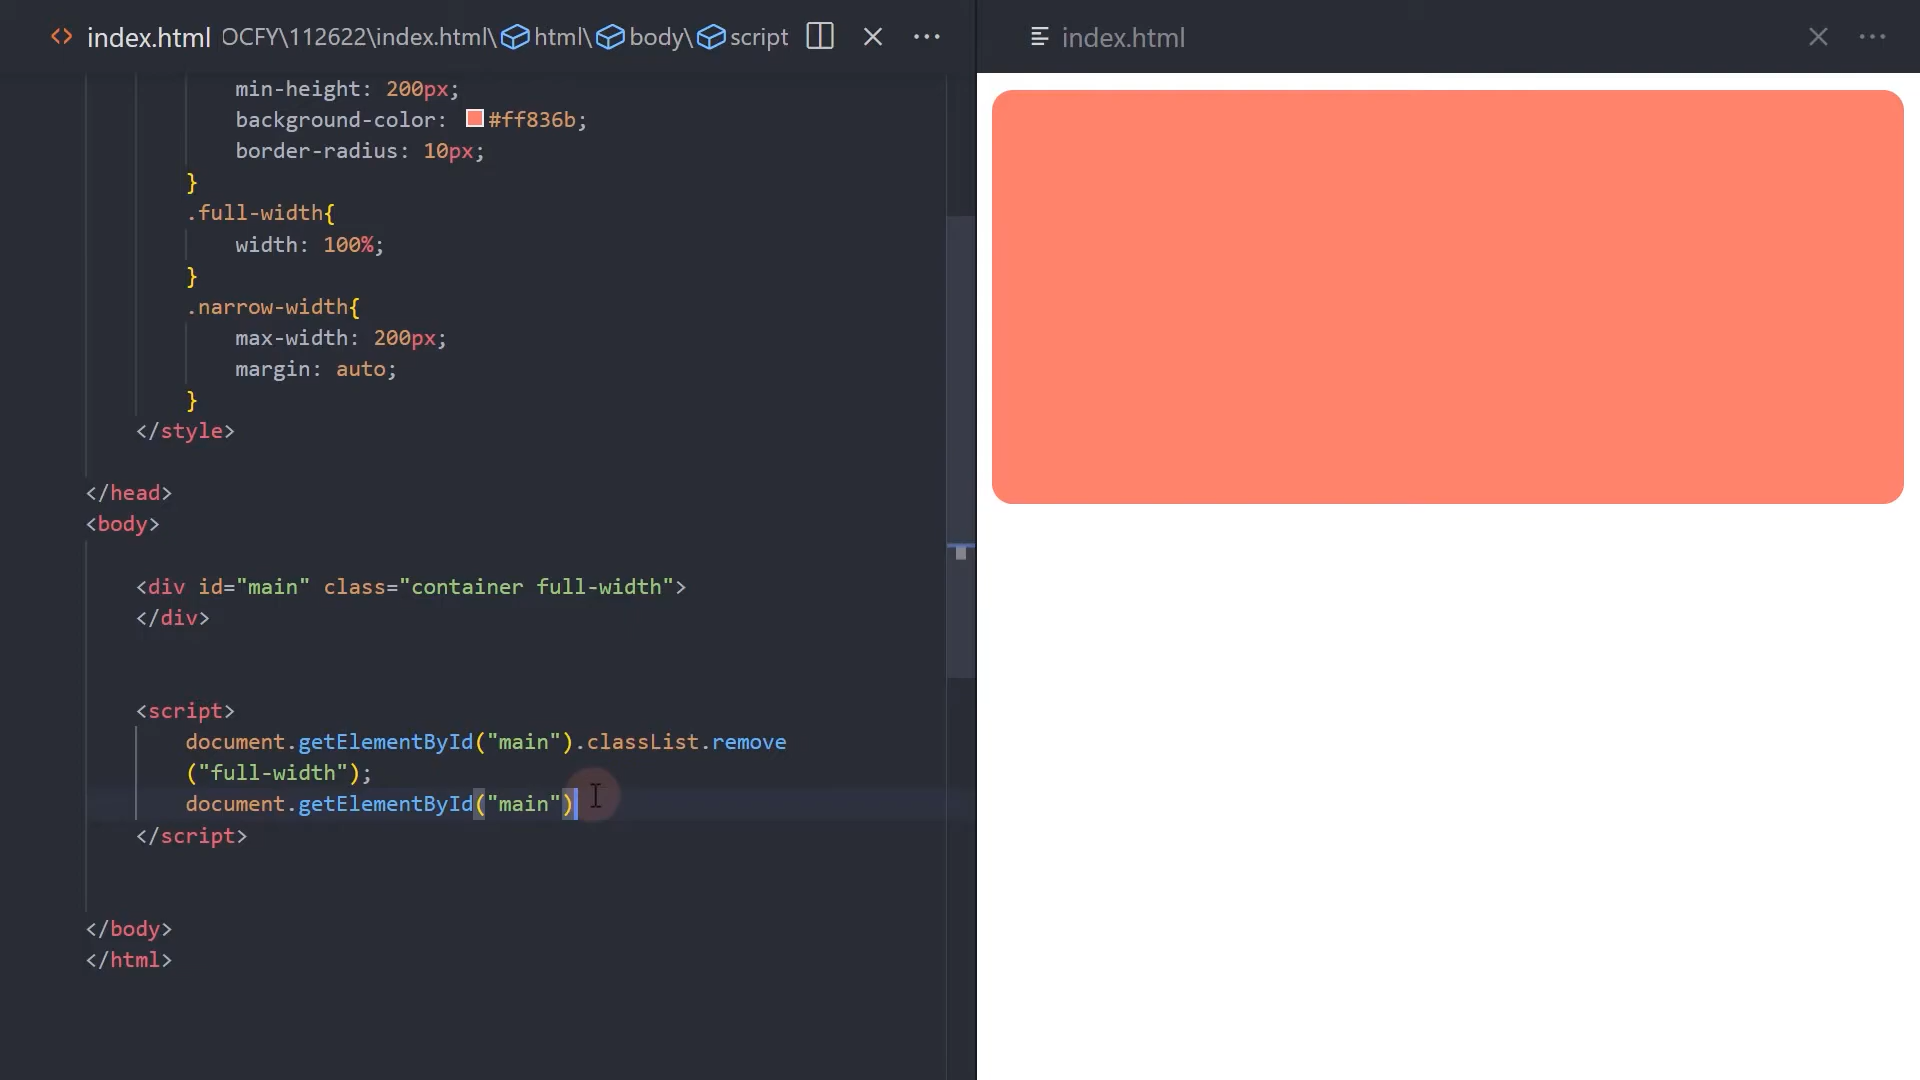 index.html OCFY\112622\index.html\html\body\script
index.html
min-height: 200px;
background-color: #ff836b;
border-radius: 10px;
}
.full-width{
width: 100%;
}
.narrow-width{
max-width: 200px;
margin: auto;
}
</style>
</head>
<body>
<div id="main" class="container full-width">
</div>
<script>
document.getElementById("main").classList.remove
("full-width");
document.getElementById("main")
</script>
</body>
</html>